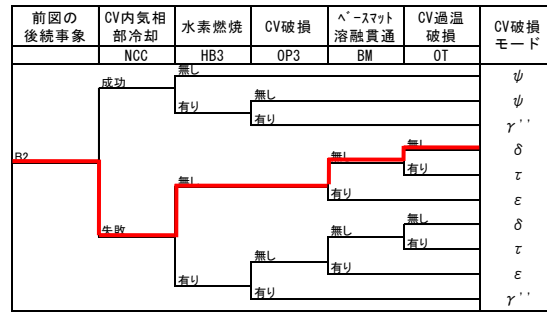 前図の
後続事象
CV内気相
部冷却
水素燃焼
CV破損
ベースマット
溶融貫通
CV過温
破損
CV破損
モード
NCC
HB3
OP3
BM
OT
成功
無し
有り
無し
有り
ψ
ψ
γ''
B2
失敗
無し
無し
無し
有り
有り
δ
τ
ε
有り
無し
有り
無し
有り
無し
有り
δ
τ
ε
γ''